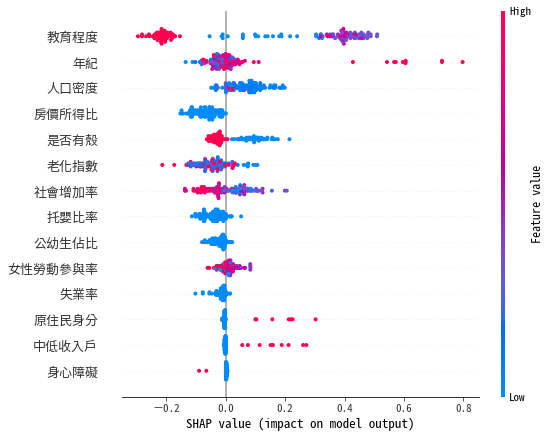 High
教育程度
年紀
人口密度
房價所得比
是否有殼
老化指數
社會增加率
托嬰比率
公幼生佔比
女性勞動參與率
失業率
原住民身分
中低收入戶
身心障礙
Feature value
Low
−0.2 0.0 0.2 0.4 0.6 0.8
SHAP value (impact on model output)